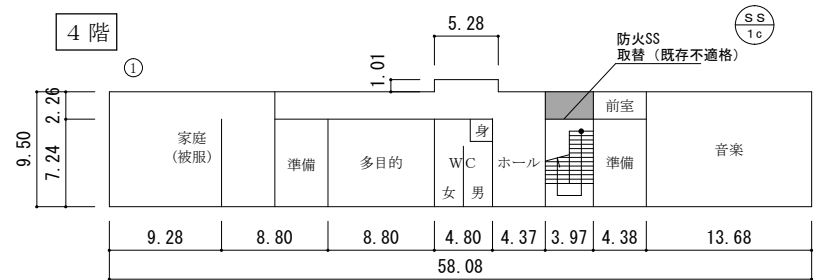 4階
①
5.28
1.01
防火SS
取替(既存不適格)
SS
1c
9.50
2.26
7.24
家庭
(被服)
準備
多目的
WC
女
男
身
ホール
前室
準備
音楽
9.28
8.80
8.80
4.80
4.37
3.97
4.38
13.68
58.08